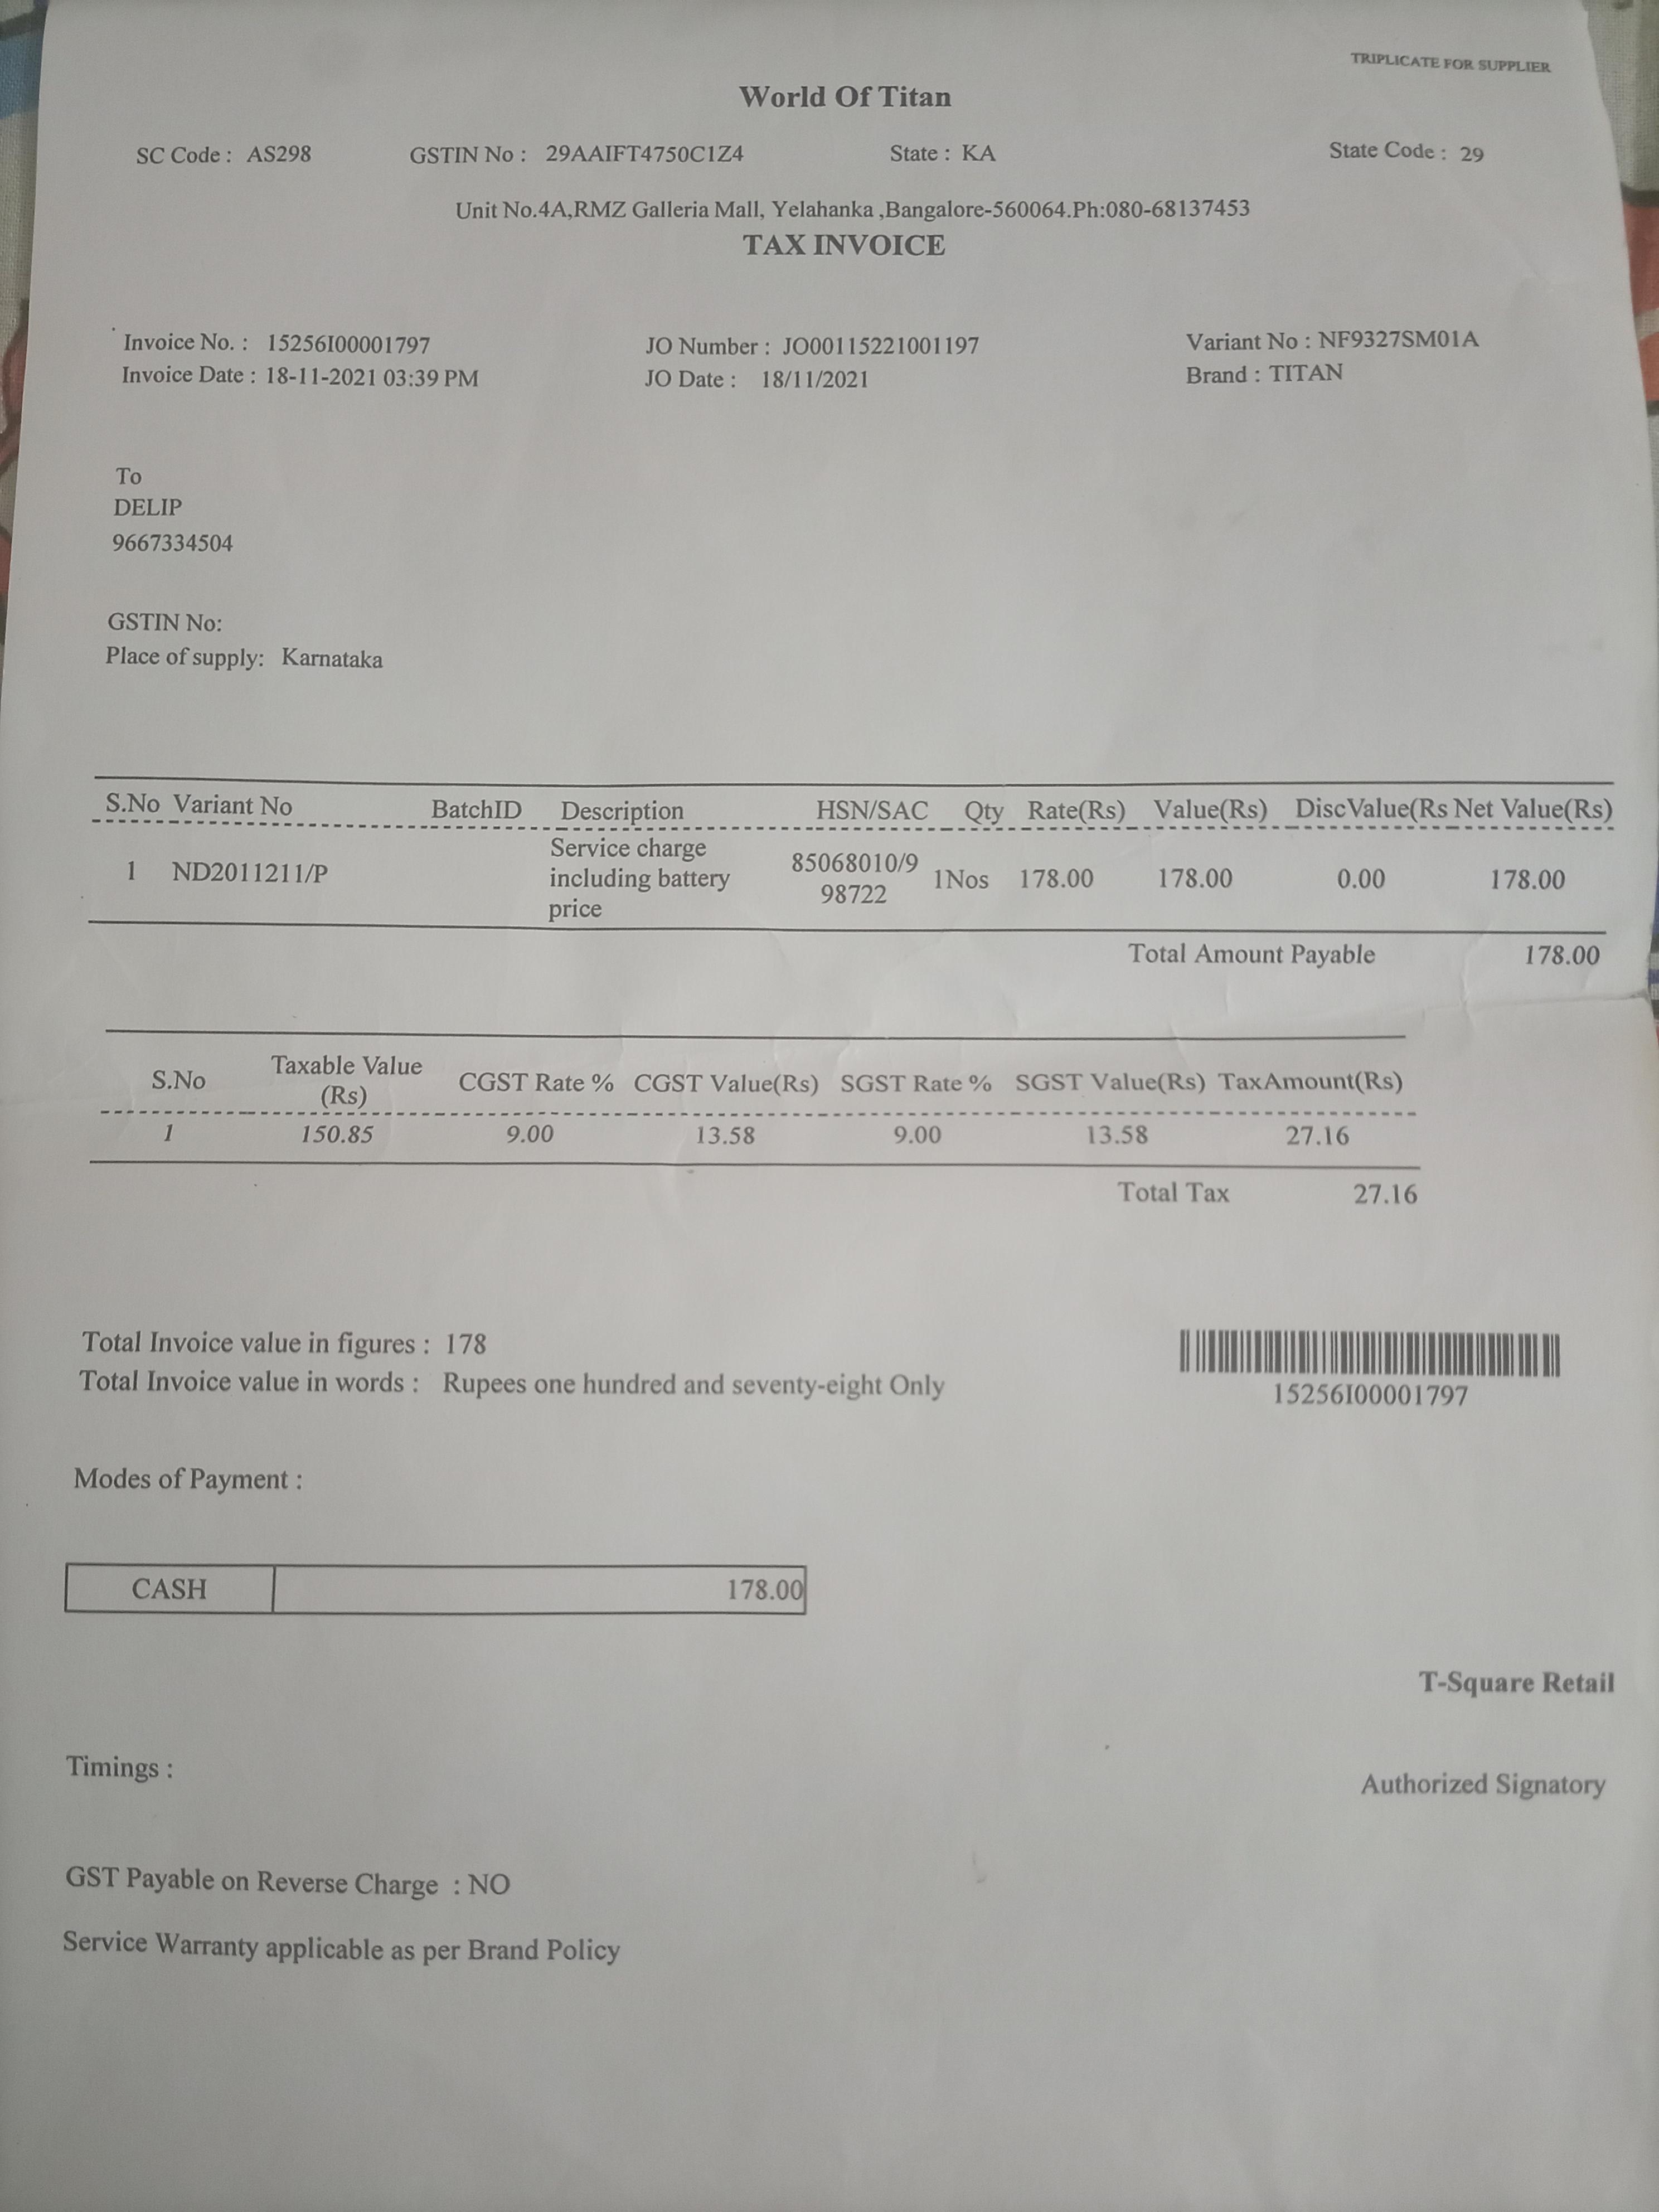 TRIPLICATE FOR SUPPLIER
World Of Titan
SC Code : AS298 GSTIN No : 29AAIFT4750C1Z4 State : KA State Code : 29
Unit No.4A,RMZ Galleria Mall, Yelahanka ,Bangalore-560064.Ph:080-68137453
TAX INVOICE
Invoice No. : 15256I00001797 JO Number : JO00115221001197 Variant No : NF9327SM01A
Invoice Date : 18-11-2021 03:39 PM JO Date : 18/11/2021 Brand : TITAN
To
DELIP
9667334504
GSTIN No:
Place of supply: Karnataka
S.No Variant No BatchID Description HSN/SAC Qty Rate(Rs) Value(Rs) DiscValue(Rs Net Value(Rs)
1 ND2011211/P Service charge including battery price 85068010/998722 1Nos 178.00 178.00 0.00 178.00
Total Amount Payable 178.00
S.No Taxable Value (Rs) CGST Rate % CGST Value(Rs) SGST Rate % SGST Value(Rs) TaxAmount(Rs)
1 150.85 9.00 13.58 9.00 13.58 27.16
Total Tax 27.16
Total Invoice value in figures : 178
Total Invoice value in words : Rupees one hundred and seventy-eight Only
15256I00001797
Modes of Payment :
CASH 178.00
T-Square Retail
Timings :
Authorized Signatory
GST Payable on Reverse Charge : NO
Service Warranty applicable as per Brand Policy